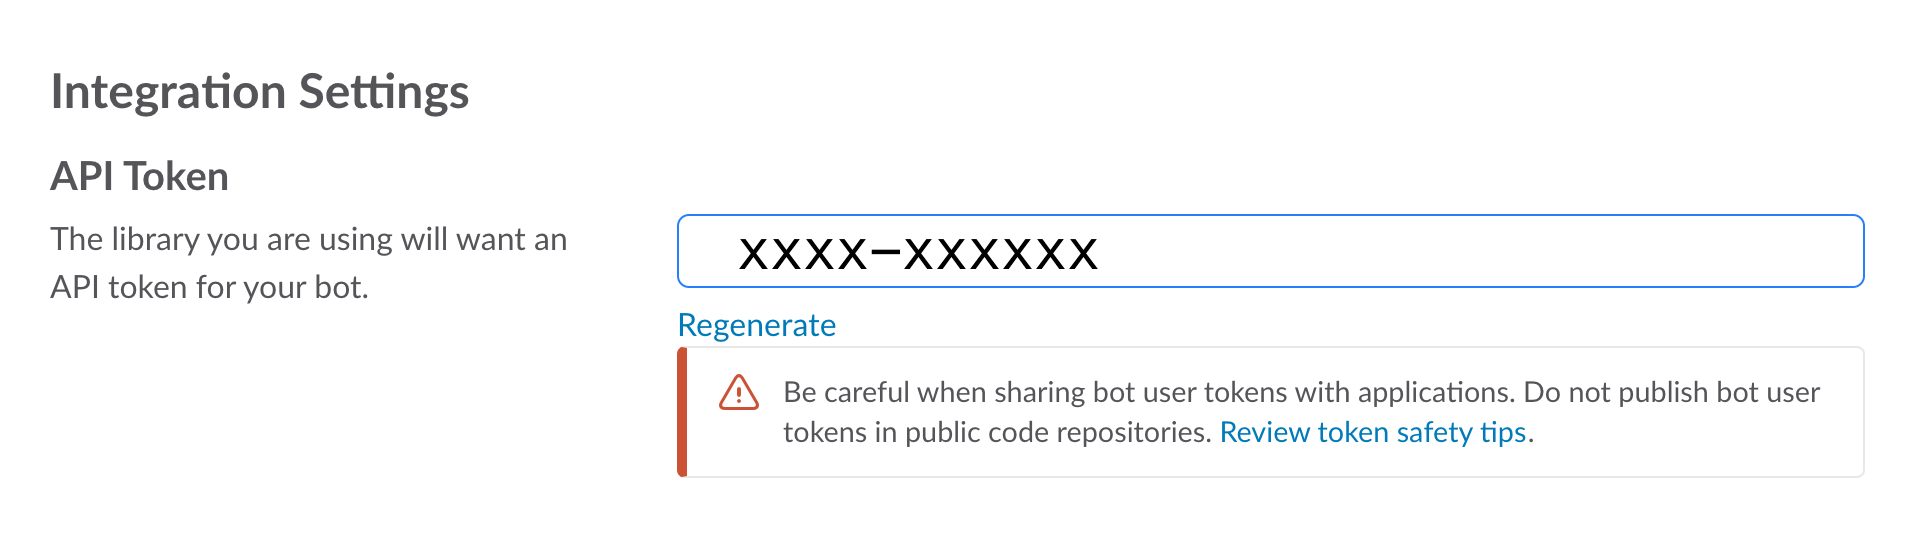 Integration Settings
API Token
The library you are using will want an
API token for your bot.
xxxx-xxxxxx
Regenerate
Be careful when sharing bot user tokens with applications. Do not publish bot user
tokens in public code repositories. Review token safety tips.